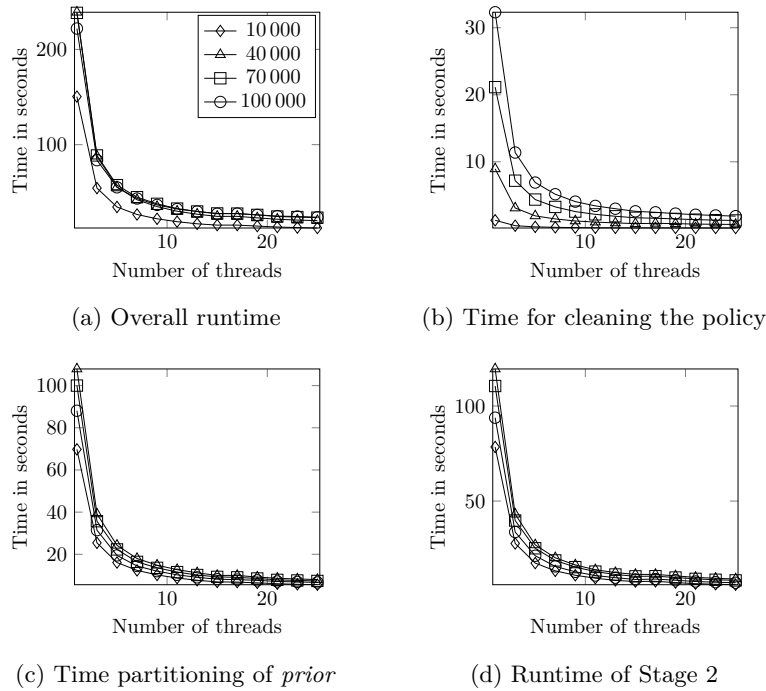 200
100
10
20
Time in seconds
Number of threads
10 000
40 000
70 000
100 000
(a) Overall runtime
30
20
10
10
20
Time in seconds
Number of threads
(b) Time for cleaning the policy
100
80
60
40
20
10
20
Time in seconds
Number of threads
(c) Time partitioning of prior
100
50
10
20
Time in seconds
Number of threads
(d) Runtime of Stage 2